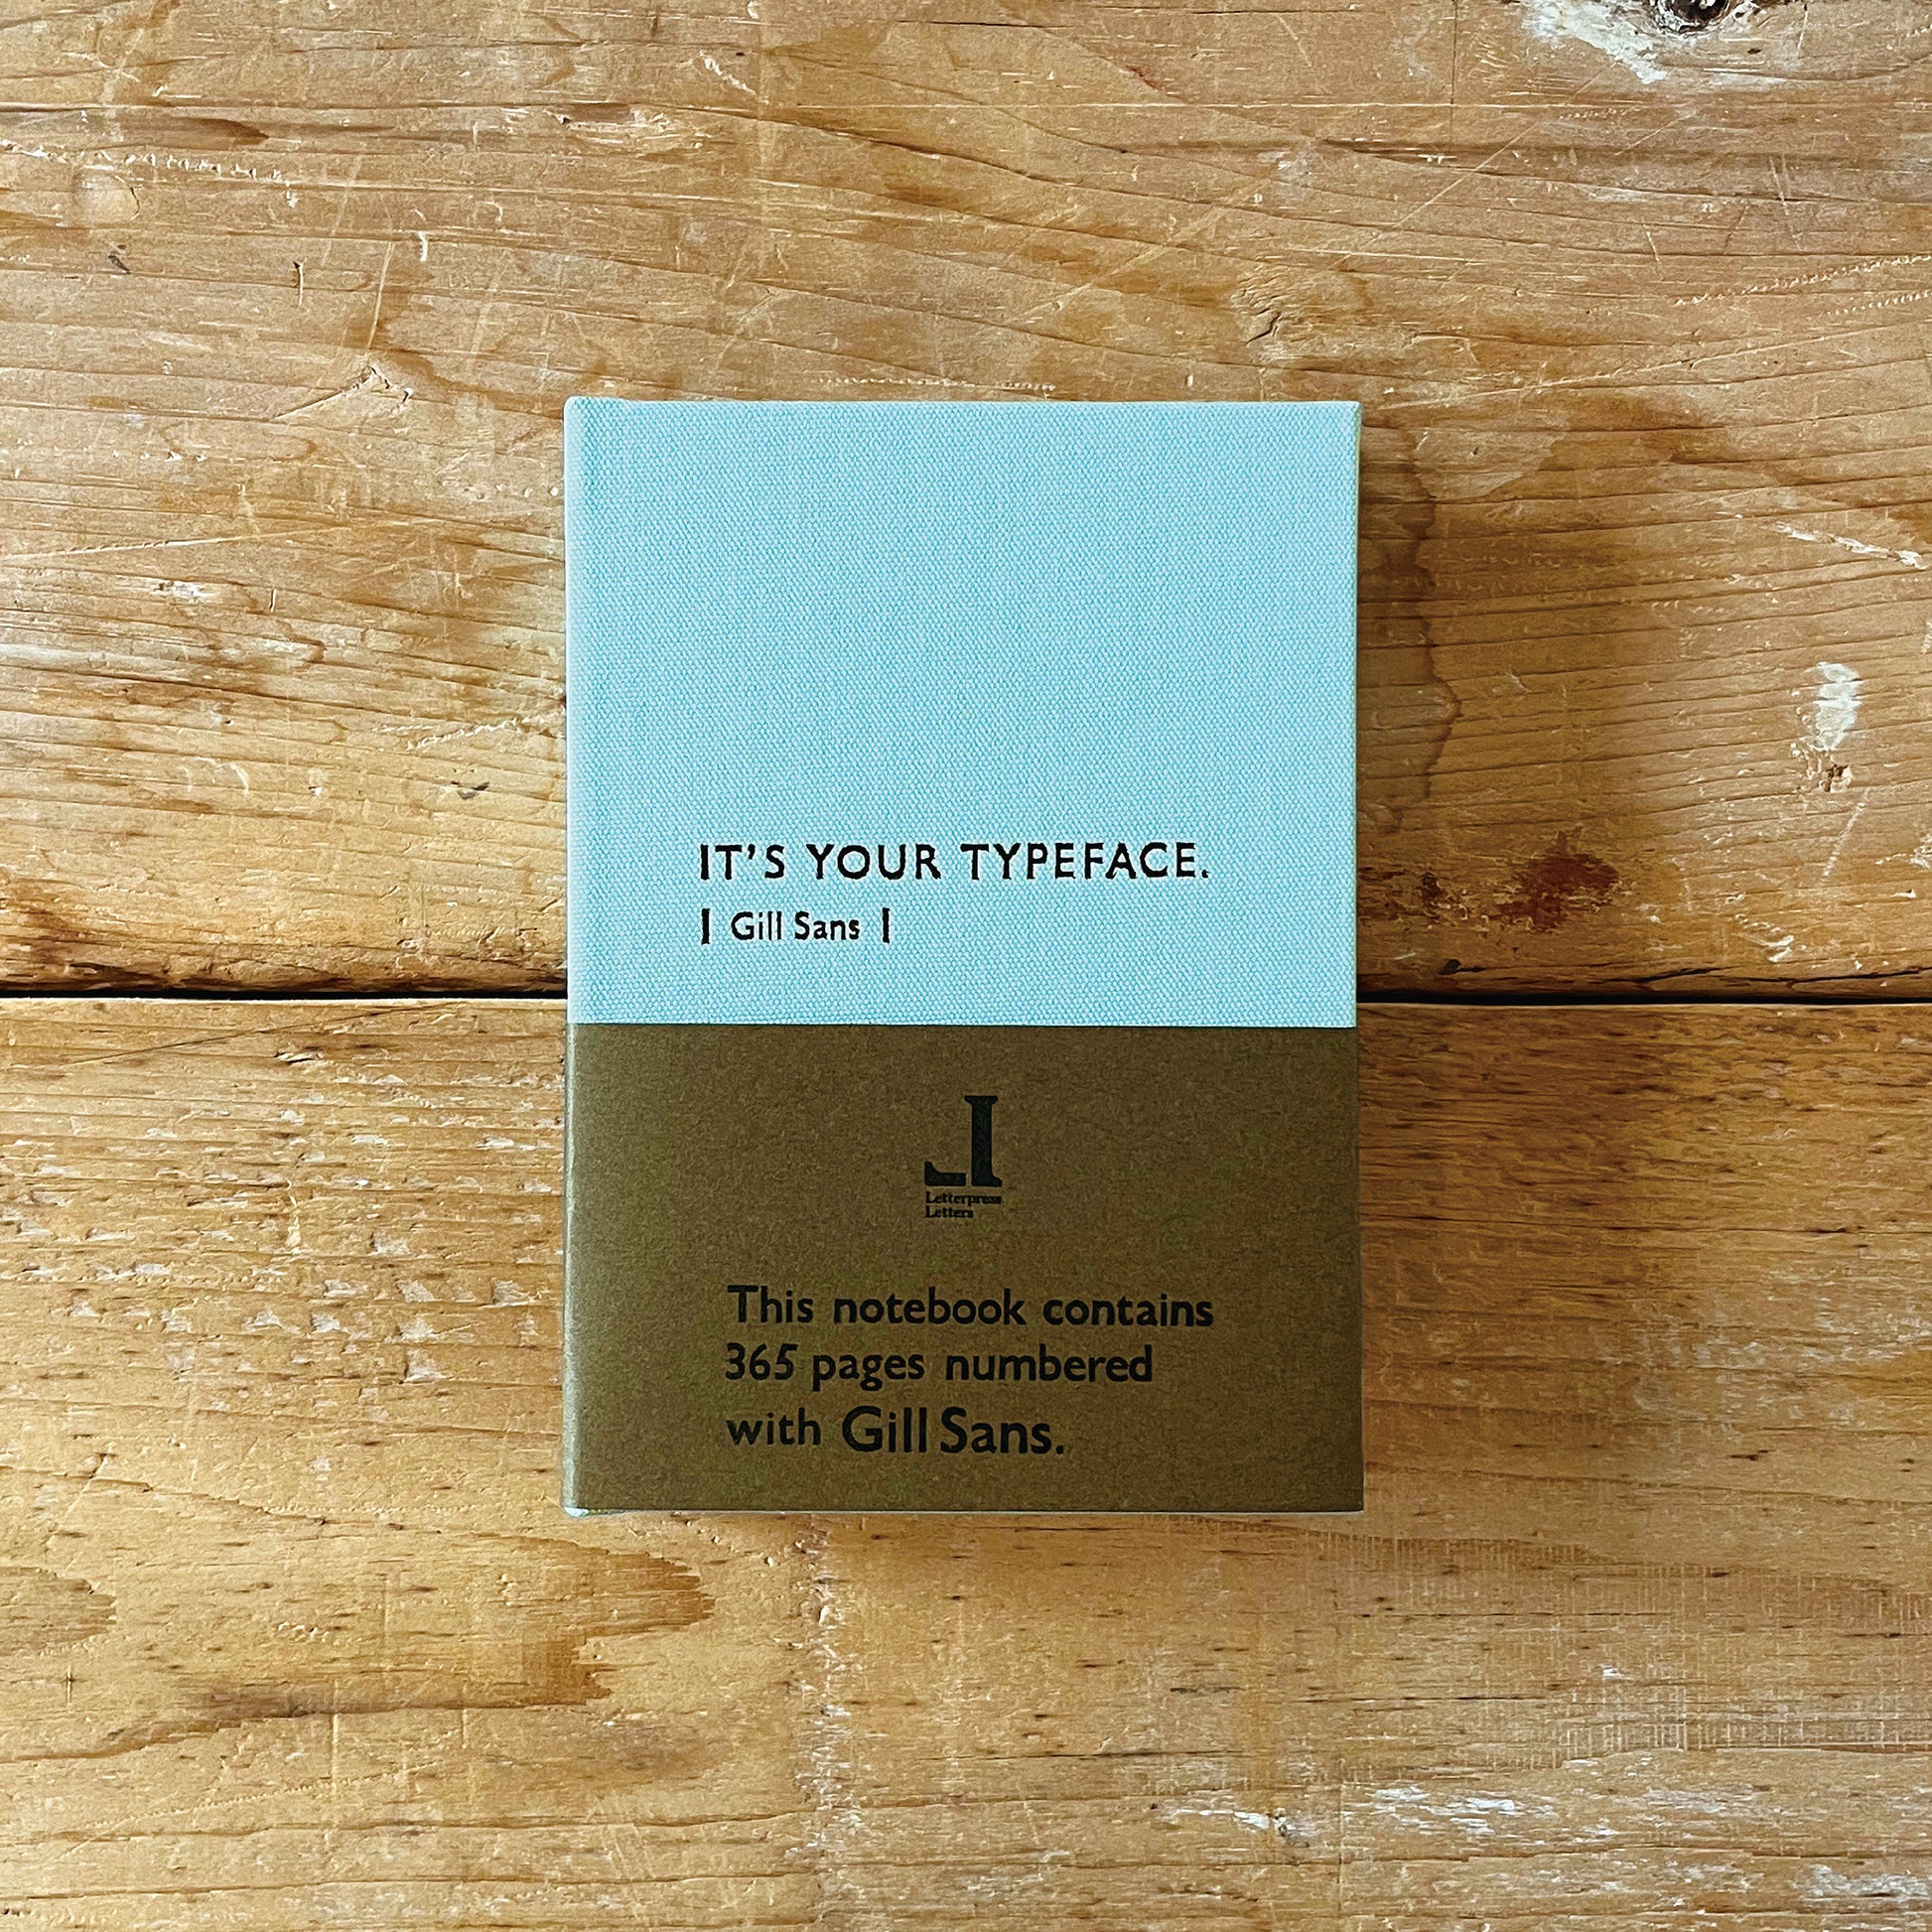 IT'S YOUR TYPEFACE.
| Gill Sans |
Letterpress
Letters
This notebook contains
365 pages numbered
with Gill Sans.